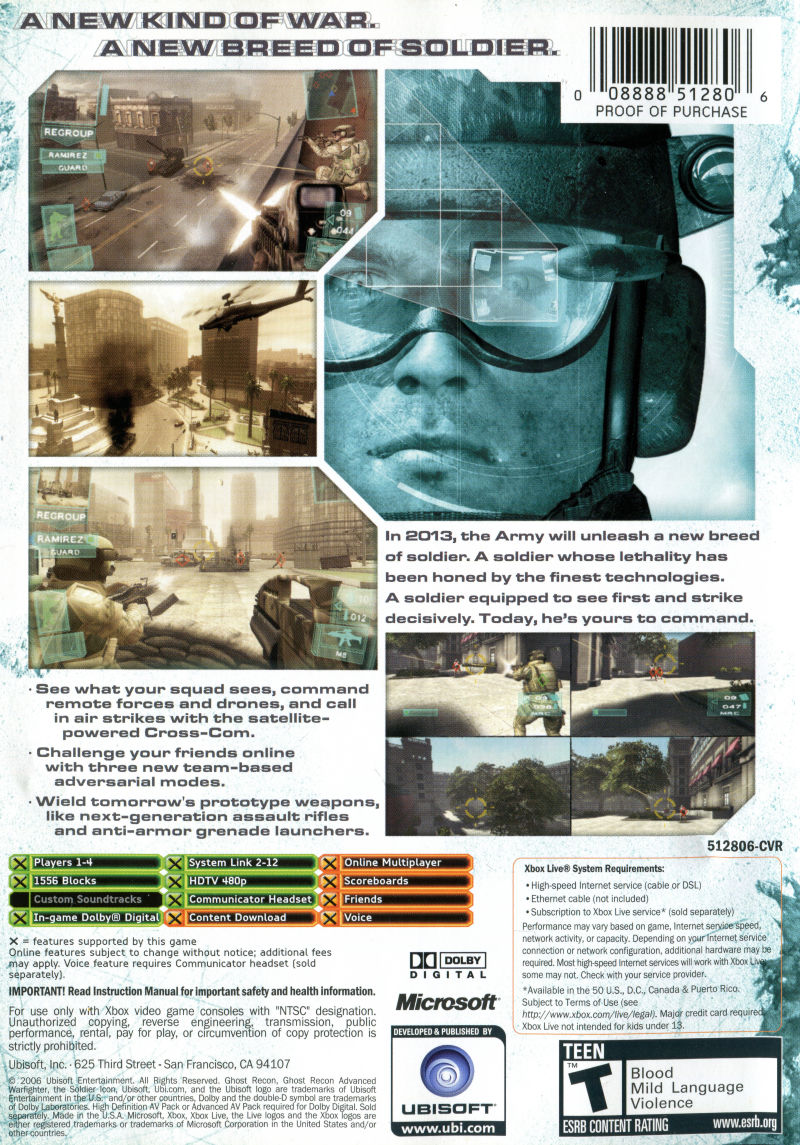 A NEW KIND OF WAR.
A NEW BREED OF SOLDIER.
0 08888 51280 6
PROOF OF PURCHASE
REGROUP
RAMIREZ
GUARD
09
044
REGROUP
RAMIREZ
GUARD
012
M8
In 2013, the Army will unleash a new breed
of soldier. A soldier whose lethality has
been honed by the finest technologies.
A soldier equipped to see first and strike
decisively. Today, he's yours to command.
09
036
MRC
09
047
MRC
· See what your squad sees, command
remote forces and drones, and call
in air strikes with the satellite-
powered Cross-Com.
· Challenge your friends online
with three new team-based
adversarial modes.
· Wield tomorrow's prototype weapons,
like next-generation assault rifles
and anti-armor grenade launchers.
512806-CVR
X Players 1-4
X 1556 Blocks
Custom Soundtracks
X In-game Dolby® Digital
X System Link 2-12
X HDTV 480p
X Communicator Headset
X Content Download
X Online Multiplayer
X Scoreboards
X Friends
X Voice
X = features supported by this game
Online features subject to change without notice; additional fees
may apply. Voice feature requires Communicator headset (sold
separately).
IMPORTANT! Read Instruction Manual for important safety and health information.
For use only with Xbox video game consoles with "NTSC" designation.
Unauthorized copying, reverse engineering, transmission, public
performance, rental, pay for play, or circumvention of copy protection is
strictly prohibited.
Ubisoft, Inc. · 625 Third Street · San Francisco, CA 94107
© 2006 Ubisoft Entertainment. All Rights Reserved. Ghost Recon, Ghost Recon Advanced
Warfighter, the Soldier Icon, Ubisoft, Ubi.com, and the Ubisoft logo are trademarks of Ubisoft
Entertainment in the U.S. and/or other countries. Dolby and the double-D symbol are trademarks
of Dolby Laboratories. High Definition AV Pack or Advanced AV Pack required for Dolby Digital. Sold
separately. Made in the U.S.A. Microsoft, Xbox, Xbox Live, the Live logos and the Xbox logos are
either registered trademarks or trademarks of Microsoft Corporation in the United States and/or
other countries.
DOLBY
DIGITAL
Microsoft®
DEVELOPED & PUBLISHED BY
UBISOFT
www.ubi.com
Xbox Live® System Requirements:
• High-speed Internet service (cable or DSL)
• Ethernet cable (not included)
• Subscription to Xbox Live service* (sold separately)
Performance may vary based on game, Internet service speed,
network activity, or capacity. Depending on your Internet service
connection or network configuration, additional hardware may be
required. Most high-speed Internet services will work with Xbox Live;
some may not. Check with your service provider.
*Available in the 50 U.S., D.C., Canada & Puerto Rico.
Subject to Terms of Use (see
http://www.xbox.com/live/legal). Major credit card required.
Xbox Live not intended for kids under 13.
TEEN
T
TM
Blood
Mild Language
Violence
ESRB CONTENT RATING
www.esrb.org